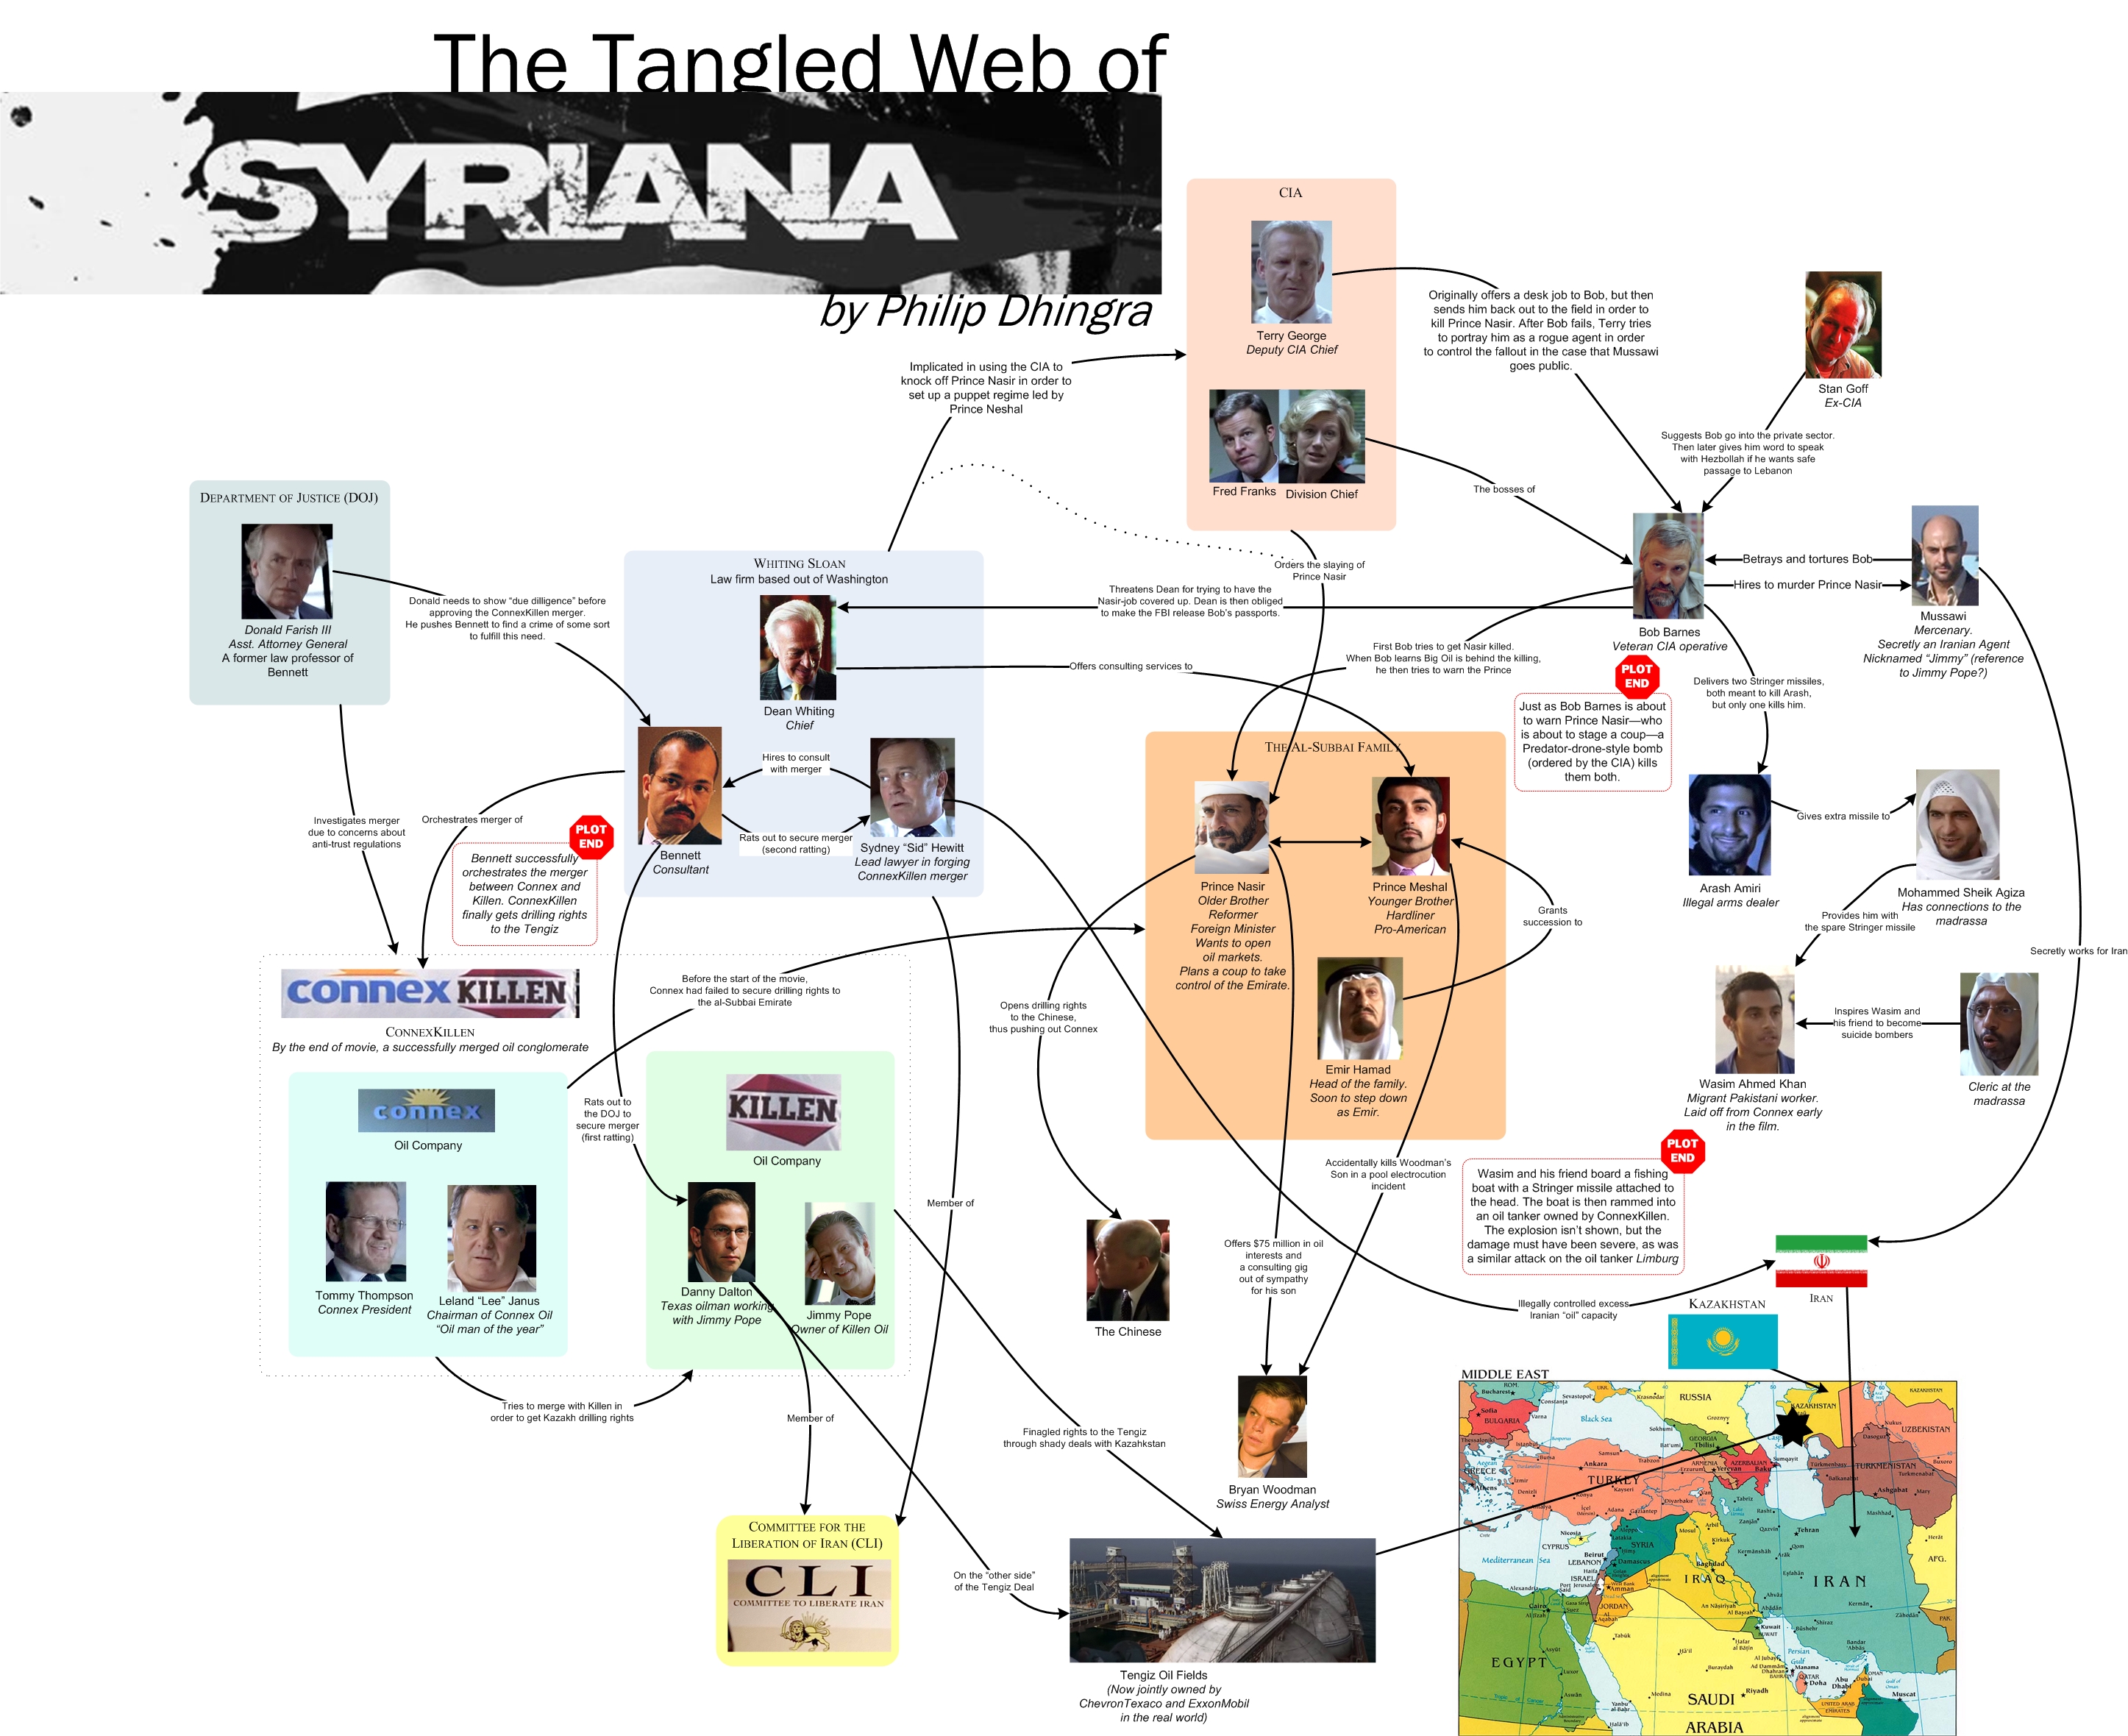 The Tangled Web of
SYRIANA
by Philip Dhingra
CIA
Terry George
Deputy CIA Chief
Fred Franks
Division Chief
Originally offers a desk job to Bob, but then
sends him back out to the field in order to
kill Prince Nasir. After Bob fails, Terry tries
to portray him as a rogue agent in order
to control the fallout in the case that Mussawi
goes public.
Stan Goff
Ex-CIA
Suggests Bob go into the private sector.
Then later gives him word to speak
with Hezbollah if he wants safe
passage to Lebanon
The bosses of
Implicated in using the CIA to
knock off Prince Nasir in order to
set up a puppet regime led by
Prince Neshal
DEPARTMENT OF JUSTICE (DOJ)
Donald Farish III
Asst. Attorney General
A former law professor of
Bennett
Donald needs to show “due dilligence” before
approving the ConnexKillen merger.
He pushes Bennett to find a crime of some sort
to fulfill this need.
WHITING SLOAN
Law firm based out of Washington
Dean Whiting
Chief
Hires to consult
with merger
Rats out to secure merger
(second ratting)
Bennett
Consultant
Sydney “Sid” Hewitt
Lead lawyer in forging
ConnexKillen merger
Orders the slaying of
Prince Nasir
Threatens Dean for trying to have the
Nasir-job covered up. Dean is then obliged
to make the FBI release Bob's passports.
Offers consulting services to
First Bob tries to get Nasir killed.
When Bob learns Big Oil is behind the killing,
he then tries to warn the Prince
Betrays and tortures Bob
Hires to murder Prince Nasir
Bob Barnes
Veteran CIA operative
Mussawi
Mercenary.
Secretly an Iranian Agent
Nicknamed “Jimmy” (reference
to Jimmy Pope?)
PLOT
END
Just as Bob Barnes is about
to warn Prince Nasir—who
is about to stage a coup—a
Predator-drone-style bomb
(ordered by the CIA) kills
them both.
Delivers two Stringer missiles,
both meant to kill Arash,
but only one kills him.
Arash Amiri
Illegal arms dealer
Gives extra missile to
Mohammed Sheik Agiza
Has connections to the
madrassa
Provides him with
the spare Stringer missile
Secretly works for Iran
Inspires Wasim and
his friend to become
suicide bombers
Wasim Ahmed Khan
Migrant Pakistani worker.
Laid off from Connex early
in the film.
Cleric at the
madrassa
THE AL-SUBBAI FAMILY
Prince Nasir
Older Brother
Reformer
Foreign Minister
Wants to open
oil markets.
Plans a coup to take
control of the Emirate.
Prince Meshal
Younger Brother
Hardliner
Pro-American
Emir Hamad
Head of the family.
Soon to step down
as Emir.
Grants
succession to
Investigates merger
due to concerns about
anti-trust regulations
Orchestrates merger of
PLOT
END
Bennett successfully
orchestrates the merger
between Connex and
Killen. ConnexKillen
finally gets drilling rights
to the Tengiz
connex KILLEN
CONNEXKILLEN
By the end of movie, a successfully merged oil conglomerate
Before the start of the movie,
Connex had failed to secure drilling rights to
the al-Subbai Emirate
Opens drilling rights
to the Chinese,
thus pushing out Connex
connex
Oil Company
Tommy Thompson
Connex President
Leland “Lee” Janus
Chairman of Connex Oil
“Oil man of the year”
Rats out to
the DOJ to
secure merger
(first ratting)
KILLEN
Oil Company
Danny Dalton
Texas oilman working
with Jimmy Pope
Jimmy Pope
Owner of Killen Oil
Member of
Tries to merge with Killen in
order to get Kazakh drilling rights
Member of
The Chinese
Accidentally kills Woodman's
Son in a pool electrocution
incident
Offers $75 million in oil
interests and
a consulting gig
out of sympathy
for his son
Bryan Woodman
Swiss Energy Analyst
PLOT
END
Wasim and his friend board a fishing
boat with a Stringer missile attached to
the head. The boat is then rammed into
an oil tanker owned by ConnexKillen.
The explosion isn't shown, but the
damage must have been severe, as was
a similar attack on the oil tanker Limburg
Illegally controlled excess
Iranian “oil” capacity
IRAN
KAZAKHSTAN
Finagled rights to the Tengiz
through shady deals with Kazahkstan
On the “other side”
of the Tengiz Deal
COMMITTEE FOR THE
LIBERATION OF IRAN (CLI)
CLI
COMMITTEE TO LIBERATE IRAN
Tengiz Oil Fields
(Now jointly owned by
ChevronTexaco and ExxonMobil
in the real world)
MIDDLE EAST
RUSSIA
KAZAKHSTAN
UZBEKISTAN
BULGARIA
Black Sea
GEORGIA
AZERBAIJAN
TURKMENISTAN
GREECE
TURKEY
Ankara
CYPRUS
SYRIA
Mediterranean Sea
LEBANON
Beirut
Damascus
ISRAEL
Amman
JORDAN
IRAQ
Baghdad
Tehran
IRAN
AFG.
PAK.
Cairo
EGYPT
Kuwait
Persian
Gulf
Manama
QATAR
Doha
Abu
Dhabi
Muscat
Riyadh
SAUDI
ARABIA